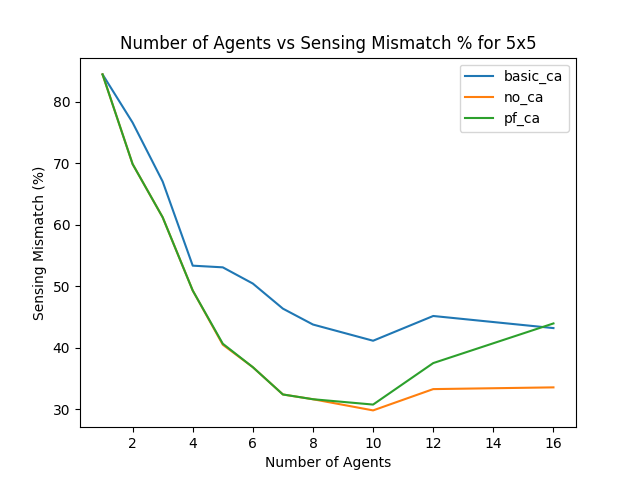 Number of Agents vs Sensing Mismatch % for 5x5
basic_ca
no_ca
pf_ca
Sensing Mismatch (%)
80
70
60
50
40
30
2 4 6 8 10 12 14 16
Number of Agents